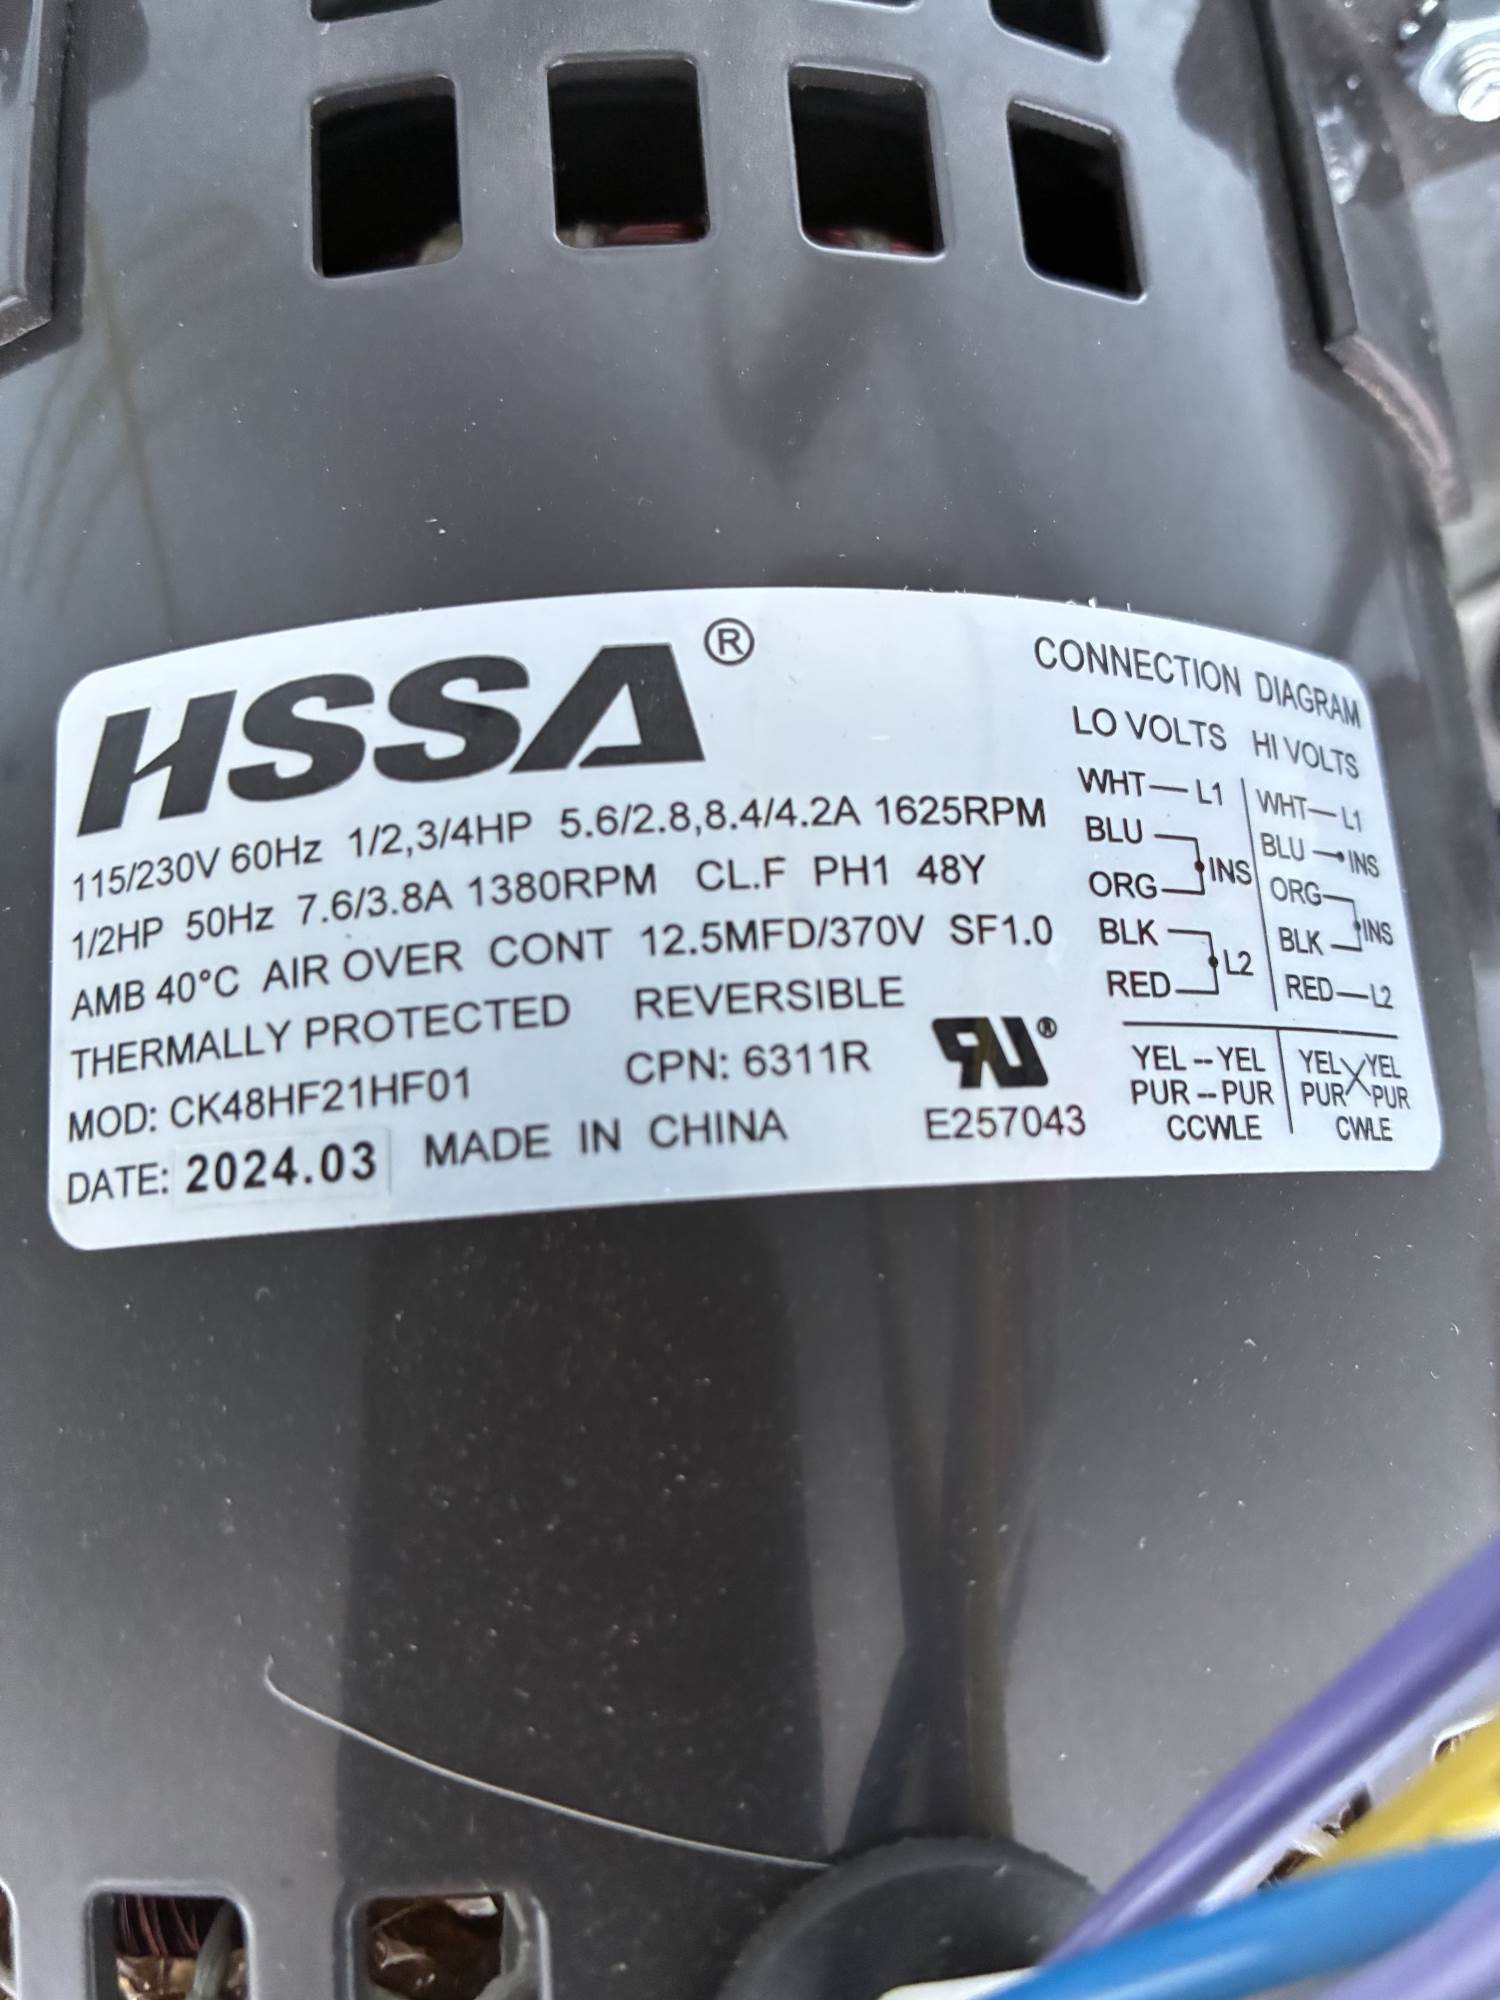 HSSA®
115/230V 60Hz 1/2,3/4HP 5.6/2.8,8.4/4.2A 1625RPM
1/2HP 50Hz 7.6/3.8A 1380RPM CL.F PH1 48Y
AMB 40°C AIR OVER CONT 12.5MFD/370V SF1.0
THERMALLY PROTECTED REVERSIBLE
MOD: CK48HF21HF01 CPN: 6311R
DATE: 2024.03 MADE IN CHINA
RU®
E257043
CONNECTION DIAGRAM
LO VOLTS HI VOLTS
WHT L1 WHT L1
BLU BLU INS
INS
ORG ORG
BLK BLK INS
L2
RED RED L2
YEL -- YEL YEL YEL
PUR -- PUR PUR PUR
CCWLE CWLE